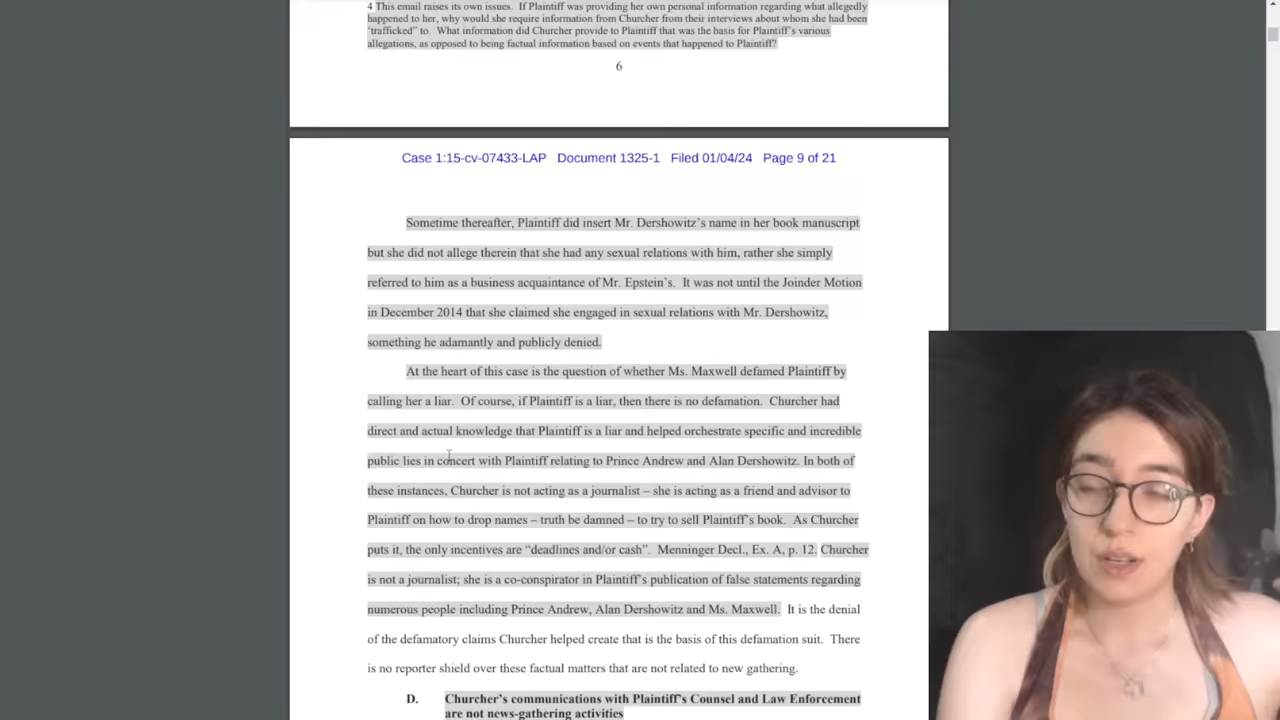 4 This email raises its own issues. If Plaintiff was providing her own personal information regarding what allegedly
happened to her, why would she require information from Churcher from their interviews about whom she had been
"trafficked" to. What information did Churcher provide to Plaintiff that was the basis for Plaintiff's various
allegations, as opposed to being factual information based on events that happened to Plaintiff?
6
Case 1:15-cv-07433-LAP Document 1325-1 Filed 01/04/24 Page 9 of 21
Sometime thereafter, Plaintiff did insert Mr. Dershowitz's name in her book manuscript
but she did not allege therein that she had any sexual relations with him, rather she simply
referred to him as a business acquaintance of Mr. Epstein's. It was not until the Joinder Motion
in December 2014 that she claimed she engaged in sexual relations with Mr. Dershowitz,
something he adamantly and publicly denied.
At the heart of this case is the question of whether Ms. Maxwell defamed Plaintiff by
calling her a liar. Of course, if Plaintiff is a liar, then there is no defamation. Churcher had
direct and actual knowledge that Plaintiff is a liar and helped orchestrate specific and incredible
public lies in concert with Plaintiff relating to Prince Andrew and Alan Dershowitz. In both of
these instances, Churcher is not acting as a journalist – she is acting as a friend and advisor to
Plaintiff on how to drop names – truth be damned – to try to sell Plaintiff's book. As Churcher
puts it, the only incentives are "deadlines and/or cash". Menninger Decl., Ex. A, p. 12. Churcher
is not a journalist; she is a co-conspirator in Plaintiff's publication of false statements regarding
numerous people including Prince Andrew, Alan Dershowitz and Ms. Maxwell. It is the denial
of the defamatory claims Churcher helped create that is the basis of this defamation suit. There
is no reporter shield over these factual matters that are not related to new gathering.
D. Churcher's communications with Plaintiff's Counsel and Law Enforcement
are not news-gathering activities